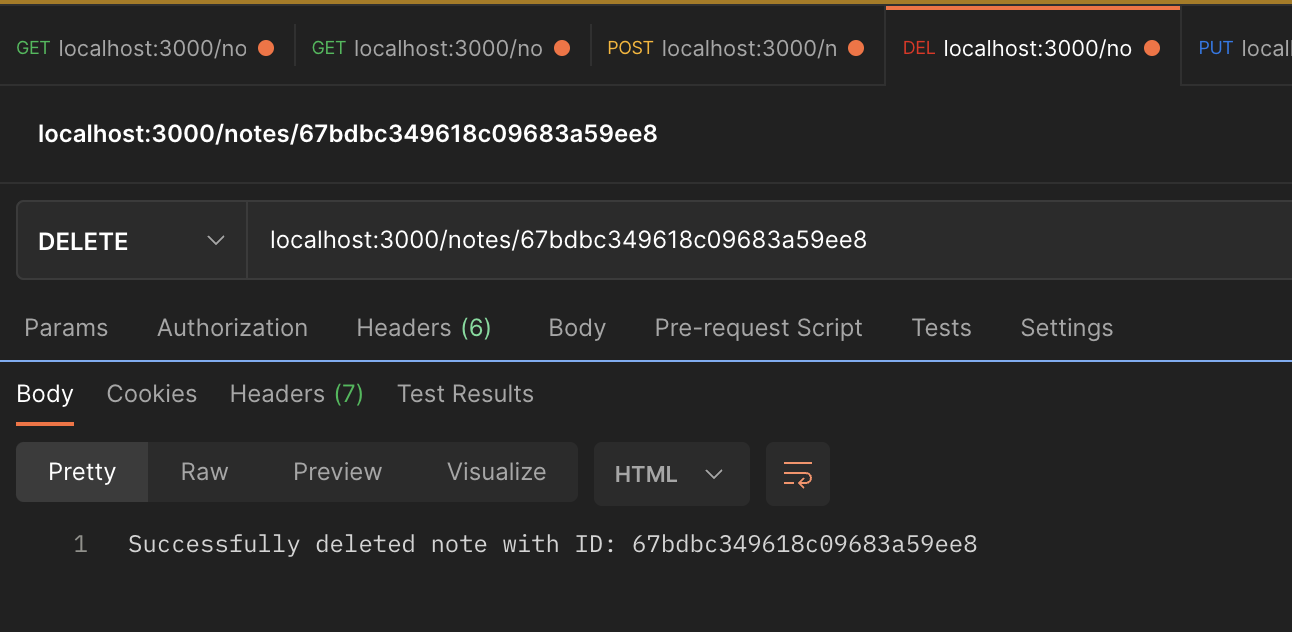 GET localhost:3000/no GET localhost:3000/no POST localhost:3000/n DEL localhost:3000/no PUT local
localhost:3000/notes/67bdbc349618c09683a59ee8
DELETE localhost:3000/notes/67bdbc349618c09683a59ee8
Params Authorization Headers (6) Body Pre-request Script Tests Settings
Body Cookies Headers (7) Test Results
Pretty Raw Preview Visualize HTML
1 Successfully deleted note with ID: 67bdbc349618c09683a59ee8